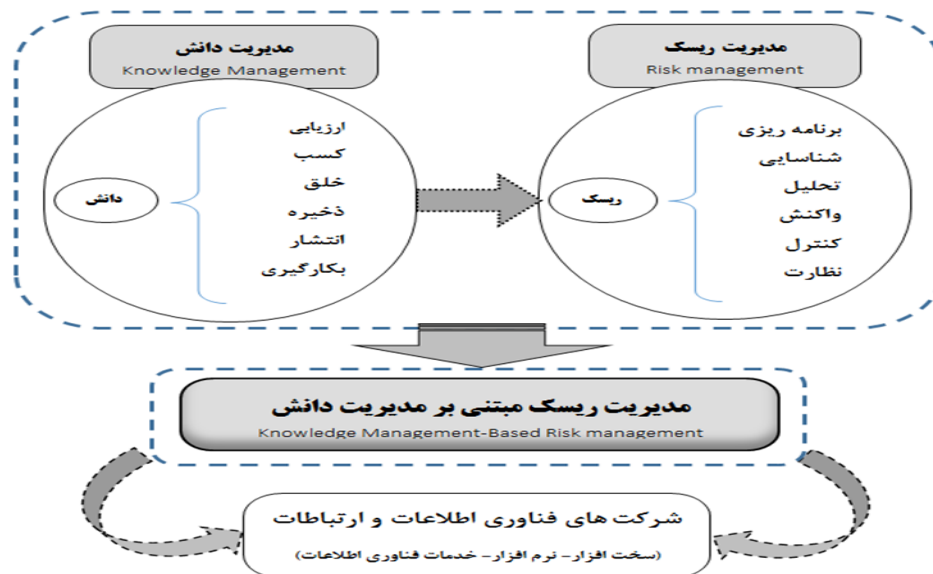 مدیریت ریسک
Risk management
برنامه ریزی
شناسایی
تحلیل
واکنش
کنترل
نظارت
ریسک
مدیریت دانش
Knowledge Management
ارزیابی
کسب
خلق
ذخیره
انتشار
بکارگیری
دانش
مدیریت ریسک مبتنی بر مدیریت دانش
Knowledge Management-Based Risk management
شرکت های فناوری اطلاعات و ارتباطات
(سخت افزار- نرم افزار- خدمات فناوری اطلاعات)